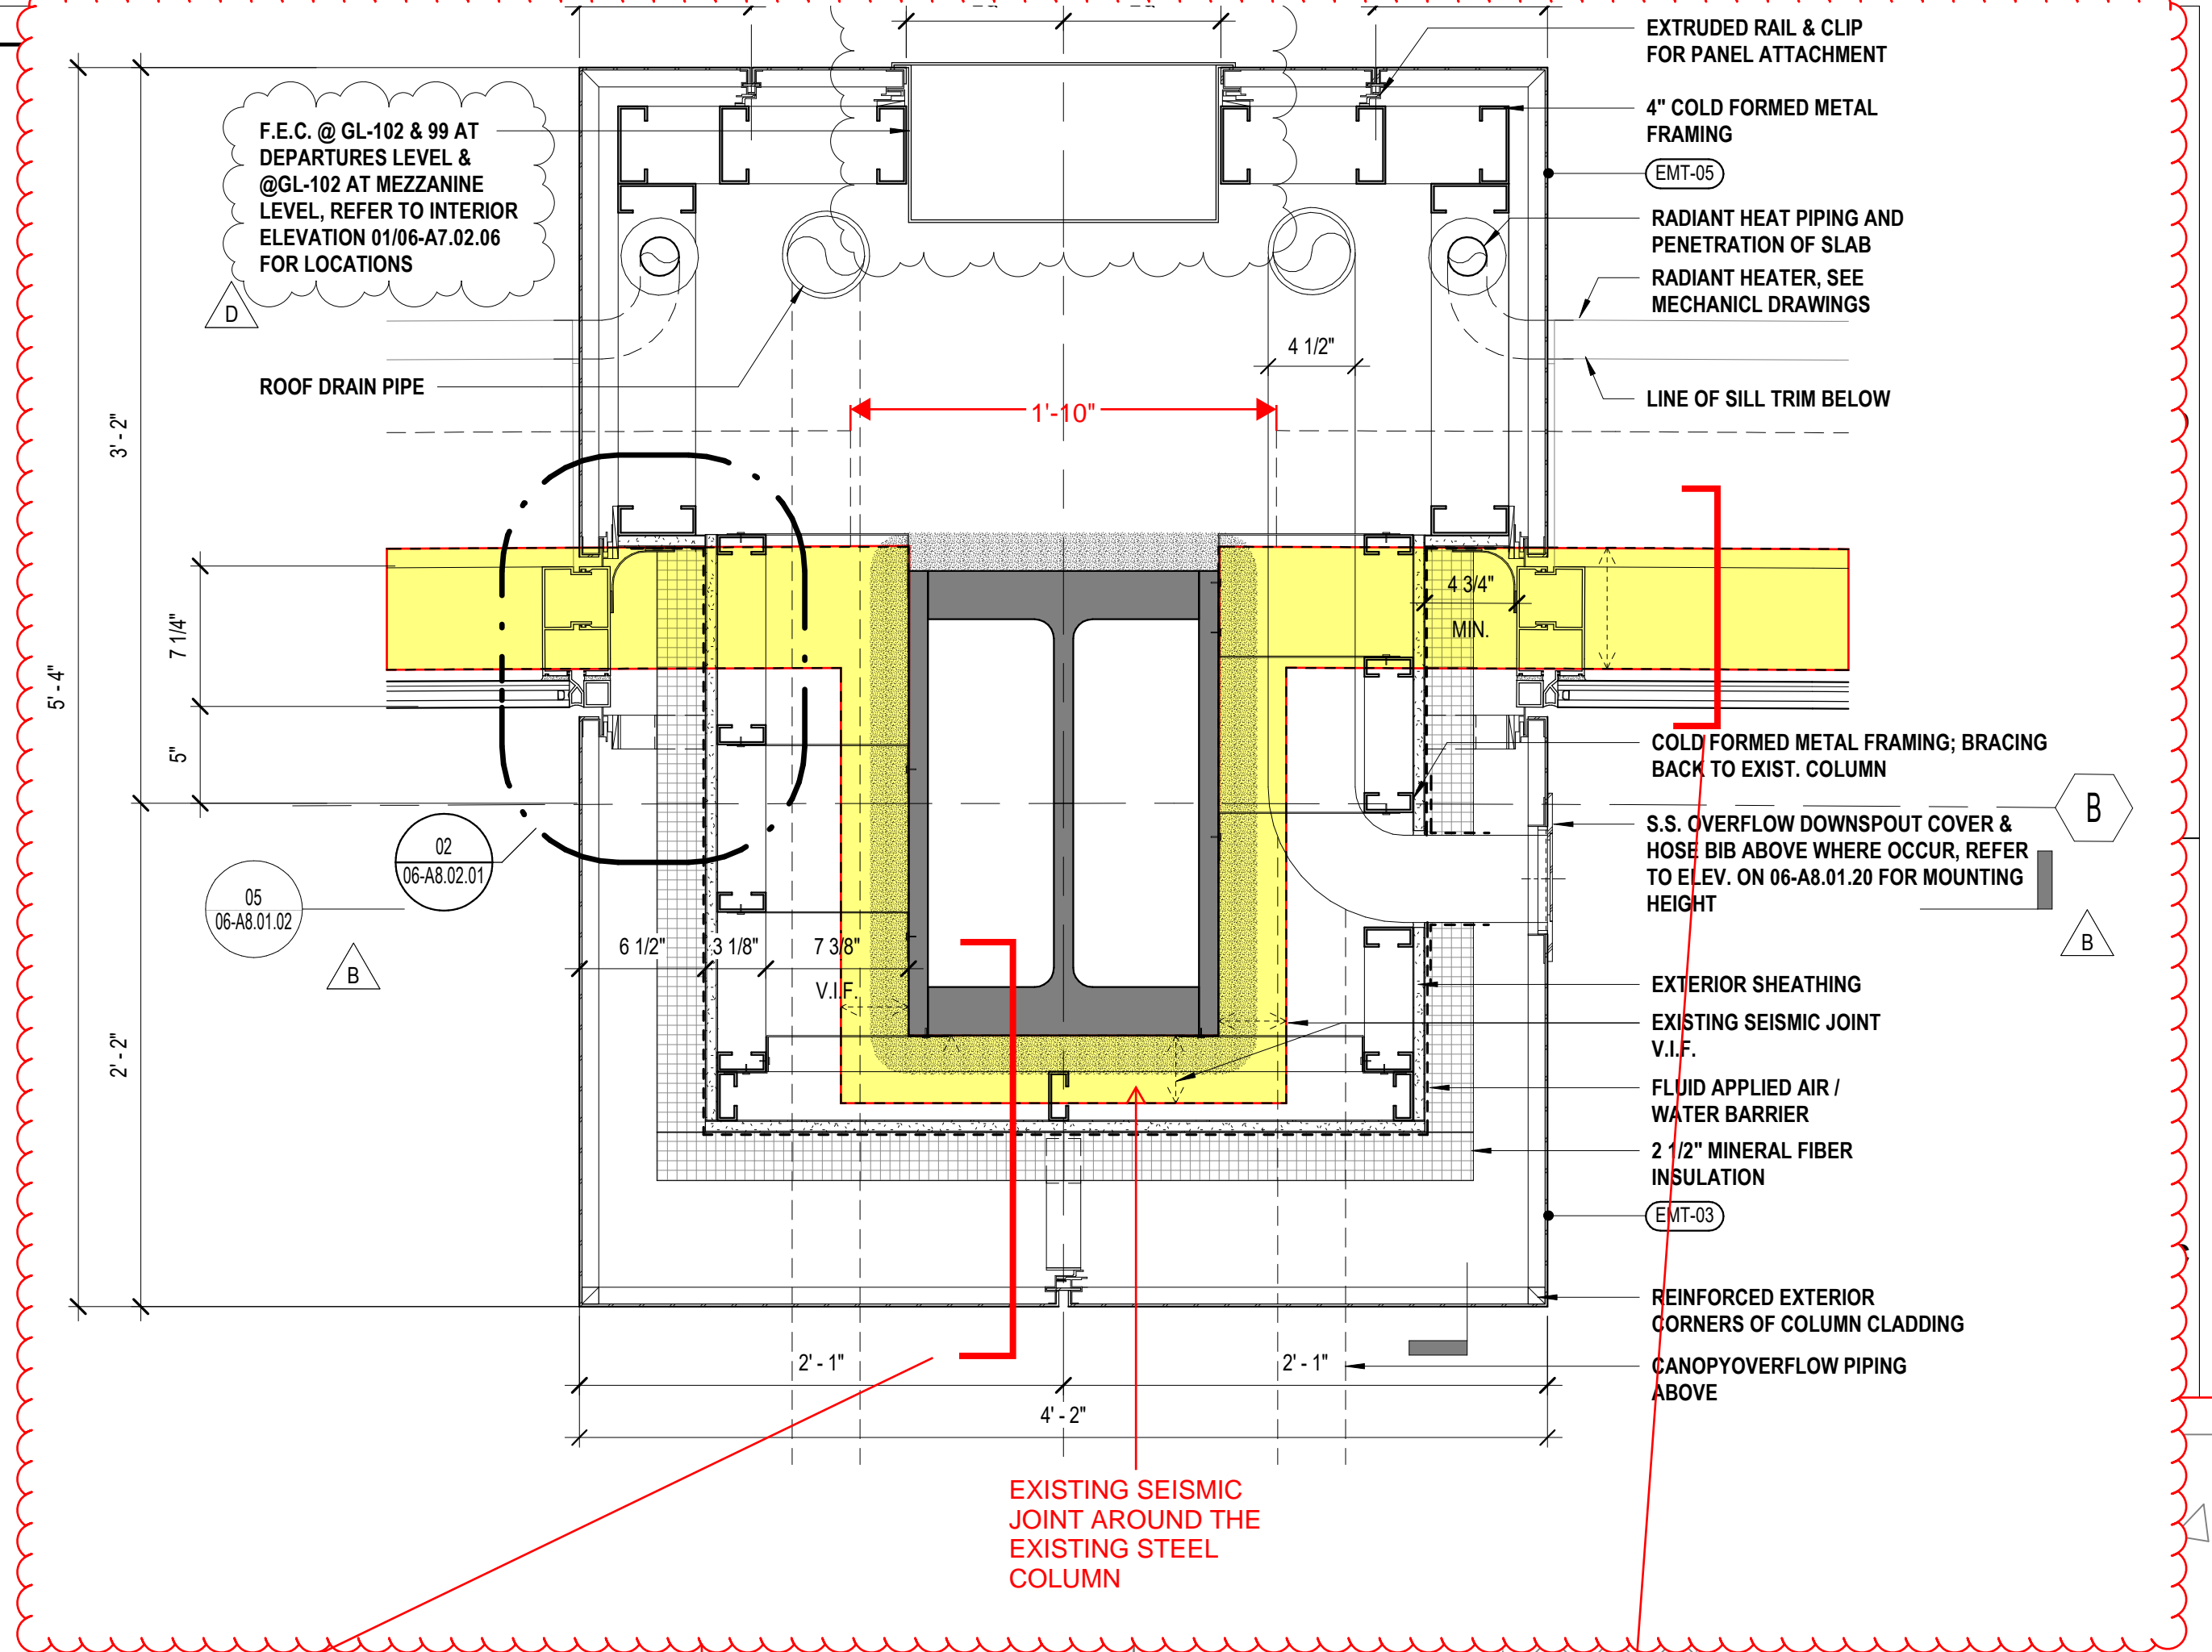 EXTRUDED RAIL & CLIP
FOR PANEL ATTACHMENT
4" COLD FORMED METAL
FRAMING
EMT-05
RADIANT HEAT PIPING AND
PENETRATION OF SLAB
RADIANT HEATER, SEE
MECHANICL DRAWINGS
LINE OF SILL TRIM BELOW
F.E.C. @ GL-102 & 99 AT
DEPARTURES LEVEL &
@GL-102 AT MEZZANINE
LEVEL, REFER TO INTERIOR
ELEVATION 01/06-A7.02.06
FOR LOCATIONS
D
ROOF DRAIN PIPE
4 1/2"
1'-10"
3' - 2"
5' - 4"
7 1/4"
5"
2' - 2"
4 3/4"
MIN.
02
06-A8.02.01
05
06-A8.01.02
B
6 1/2"
3 1/8"
7 3/8"
V.I.F.
COLD FORMED METAL FRAMING; BRACING
BACK TO EXIST. COLUMN
B
S.S. OVERFLOW DOWNSPOUT COVER &
HOSE BIB ABOVE WHERE OCCUR, REFER
TO ELEV. ON 06-A8.01.20 FOR MOUNTING
HEIGHT
B
EXTERIOR SHEATHING
EXISTING SEISMIC JOINT
V.I.F.
FLUID APPLIED AIR /
WATER BARRIER
2 1/2" MINERAL FIBER
INSULATION
EMT-03
REINFORCED EXTERIOR
CORNERS OF COLUMN CLADDING
CANOPYOVERFLOW PIPING
ABOVE
2' - 1"
2' - 1"
4' - 2"
EXISTING SEISMIC
JOINT AROUND THE
EXISTING STEEL
COLUMN